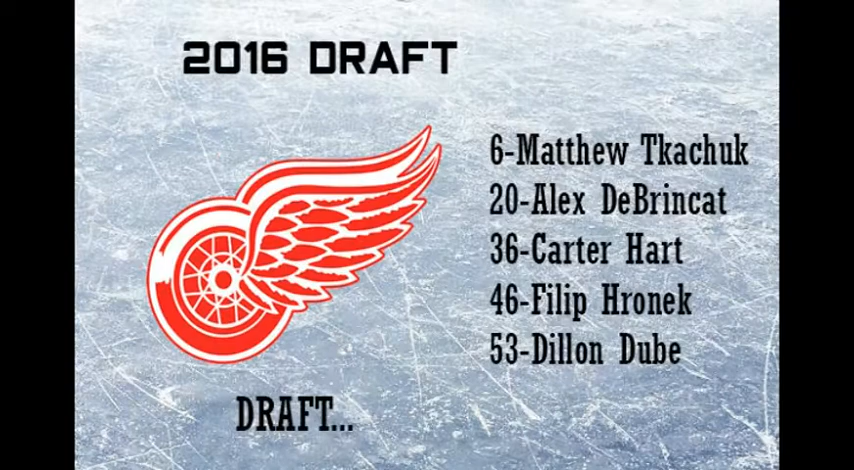 2016 DRAFT
6-Matthew Tkachuk
20-Alex DeBrincat
36-Carter Hart
46-Filip Hronek
53-Dillon Dube
DRAFT...